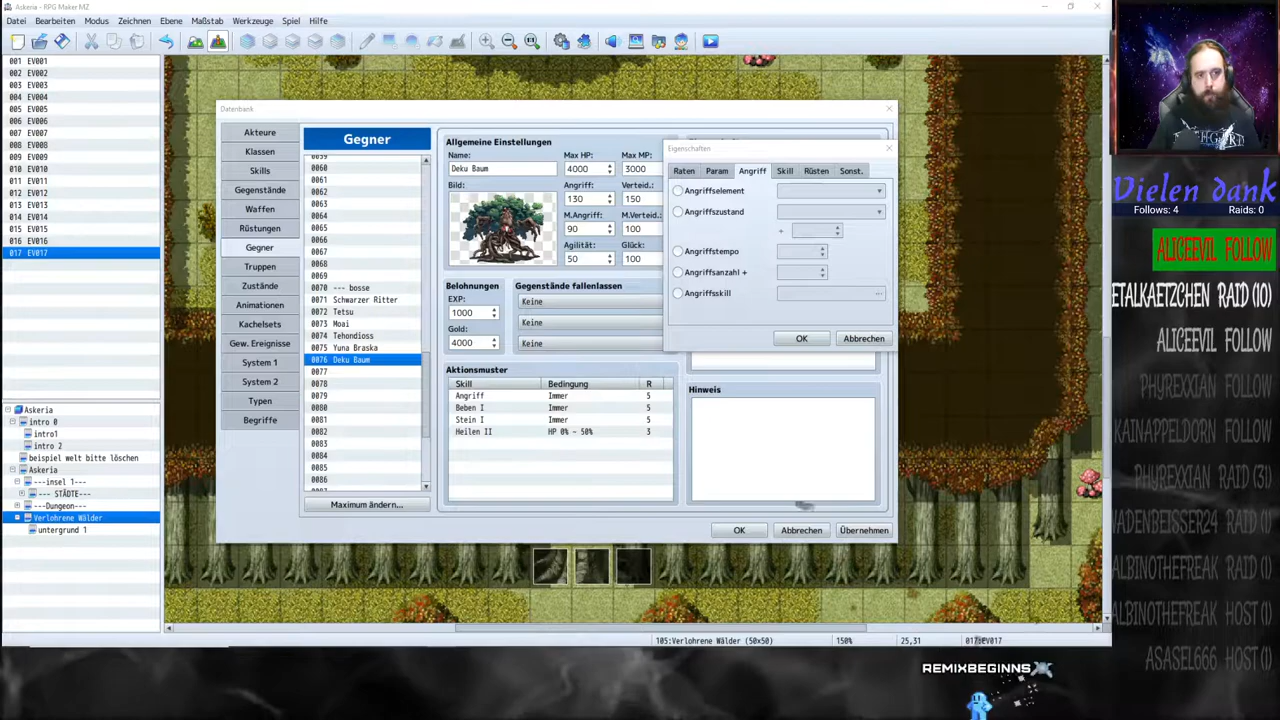 Askeria - RPG Maker MZ
Datei Bearbeiten Modus Zeichnen Ebene Maßstab Werkzeuge Spiel Hilfe
001 EV001
002 EV002
003 EV003
004 EV004
005 EV005
006 EV006
007 EV007
008 EV008
009 EV009
010 EV010
011 EV011
012 EV012
013 EV013
014 EV014
015 EV015
016 EV016
017 EV017
Askeria
intro 0
intro1
intro 2
beispiel welt bitte löschen
Askeria
---insel 1---
--- STÄDTE---
---Dungeon---
Verlohrene Wälder
untergrund 1
Datenbank
Akteure
Klassen
Skills
Gegenstände
Waffen
Rüstungen
Gegner
Truppen
Zustände
Animationen
Kachelsets
Gew. Ereignisse
System 1
System 2
Typen
Begriffe
Gegner
0059
0060
0061
0062
0063
0064
0065
0066
0067
0068
0069
0070 --- bosse
0071 Schwarzer Ritter
0072 Tetsu
0073 Moai
0074 Tehondioss
0075 Yuna Braska
0076 Deku Baum
0077
0078
0079
0080
0081
0082
0083
0084
0085
0086
0087
Maximum ändern...
Allgemeine Einstellungen
Name: Max HP: Max MP:
Deku Baum 4000 3000
Bild: Angriff: Verteid.:
130 150
M.Angriff: M.Verteid.:
90 100
Agilität: Glück:
50 100
Belohnungen
EXP:
1000
Gold:
4000
Gegenstände fallenlassen
Keine
Keine
Keine
Aktionsmuster
Skill Bedingung R
Angriff Immer 5
Beben I Immer 5
Stein I Immer 5
Heilen II HP 0% ~ 50% 3
Eigenschaften
Raten Param Angriff Skill Rüsten Sonst.
Angriffselement
Angriffszustand
+
Angriffstempo
Angriffsanzahl +
Angriffsskill ...
OK Abbrechen
Hinweis
OK Abbrechen Übernehmen
105:Verlohrene Wälder (50x50) 150% 25,31 017:EV017
Vielen dank
Follows: 4 Raids: 0
ALICEEVIL FOLLOW
ETALKAETZCHEN RAID (10)
ALICEEVIL FOLLOW
PHYREXXIAN FOLLOW
KAINAPPELDORN FOLLOW
PHYREXXIAN RAID (3)
ADENBEISSER24 RAID ()
ALBINOTHEFREAK RAID (1)
ALBINOTHEFREAK HOST (1)
ASASEL666 HOST (1)
REMIXBEGINNS